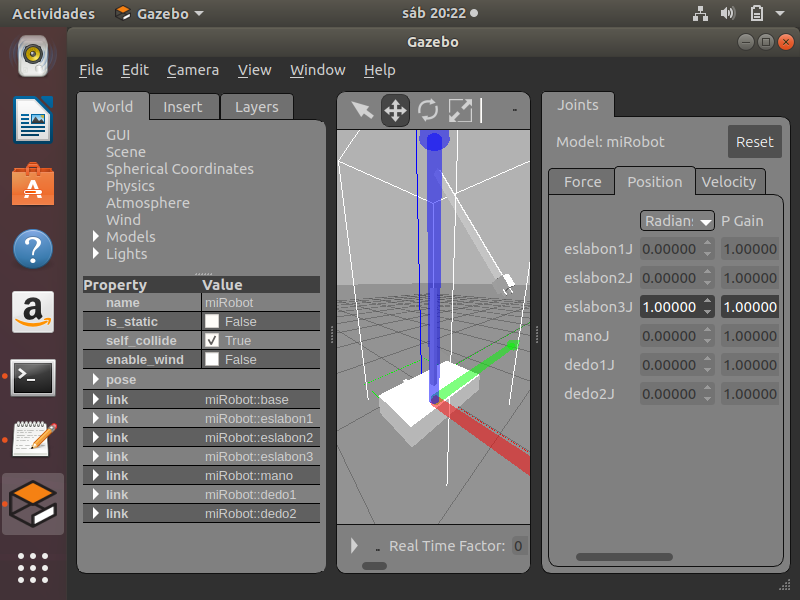 Actividades Gazebo sáb 20:22
Gazebo
File Edit Camera View Window Help
World Insert Layers
GUI
Scene
Spherical Coordinates
Physics
Atmosphere
Wind
Models
Lights
Property Value
name miRobot
is_static False
self_collide True
enable_wind False
pose
link miRobot::base
link miRobot::eslabon1
link miRobot::eslabon2
link miRobot::eslabon3
link miRobot::mano
link miRobot::dedo1
link miRobot::dedo2
- Real Time Factor: 0
Joints
Model: miRobot Reset
Force Position Velocity
Radian: P Gain
eslabon1J 0.00000 1.00000
eslabon2J 0.00000 1.00000
eslabon3J 1.00000 1.00000
manoJ 0.00000 1.00000
dedo1J 0.00000 1.00000
dedo2J 0.00000 1.00000